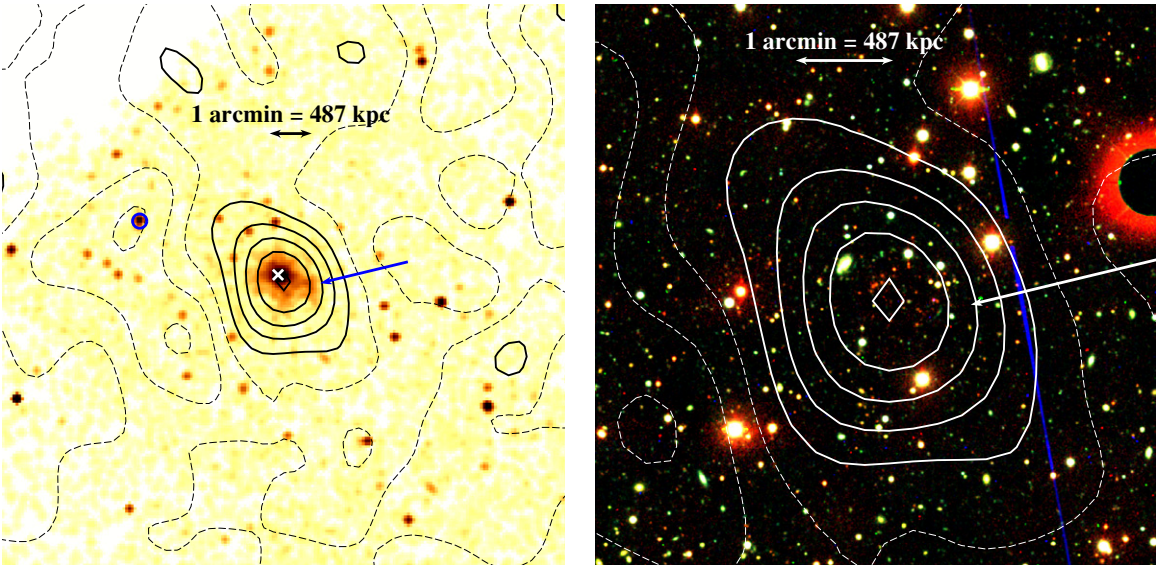 1 arcmin = 487 kpc
1 arcmin = 487 kpc